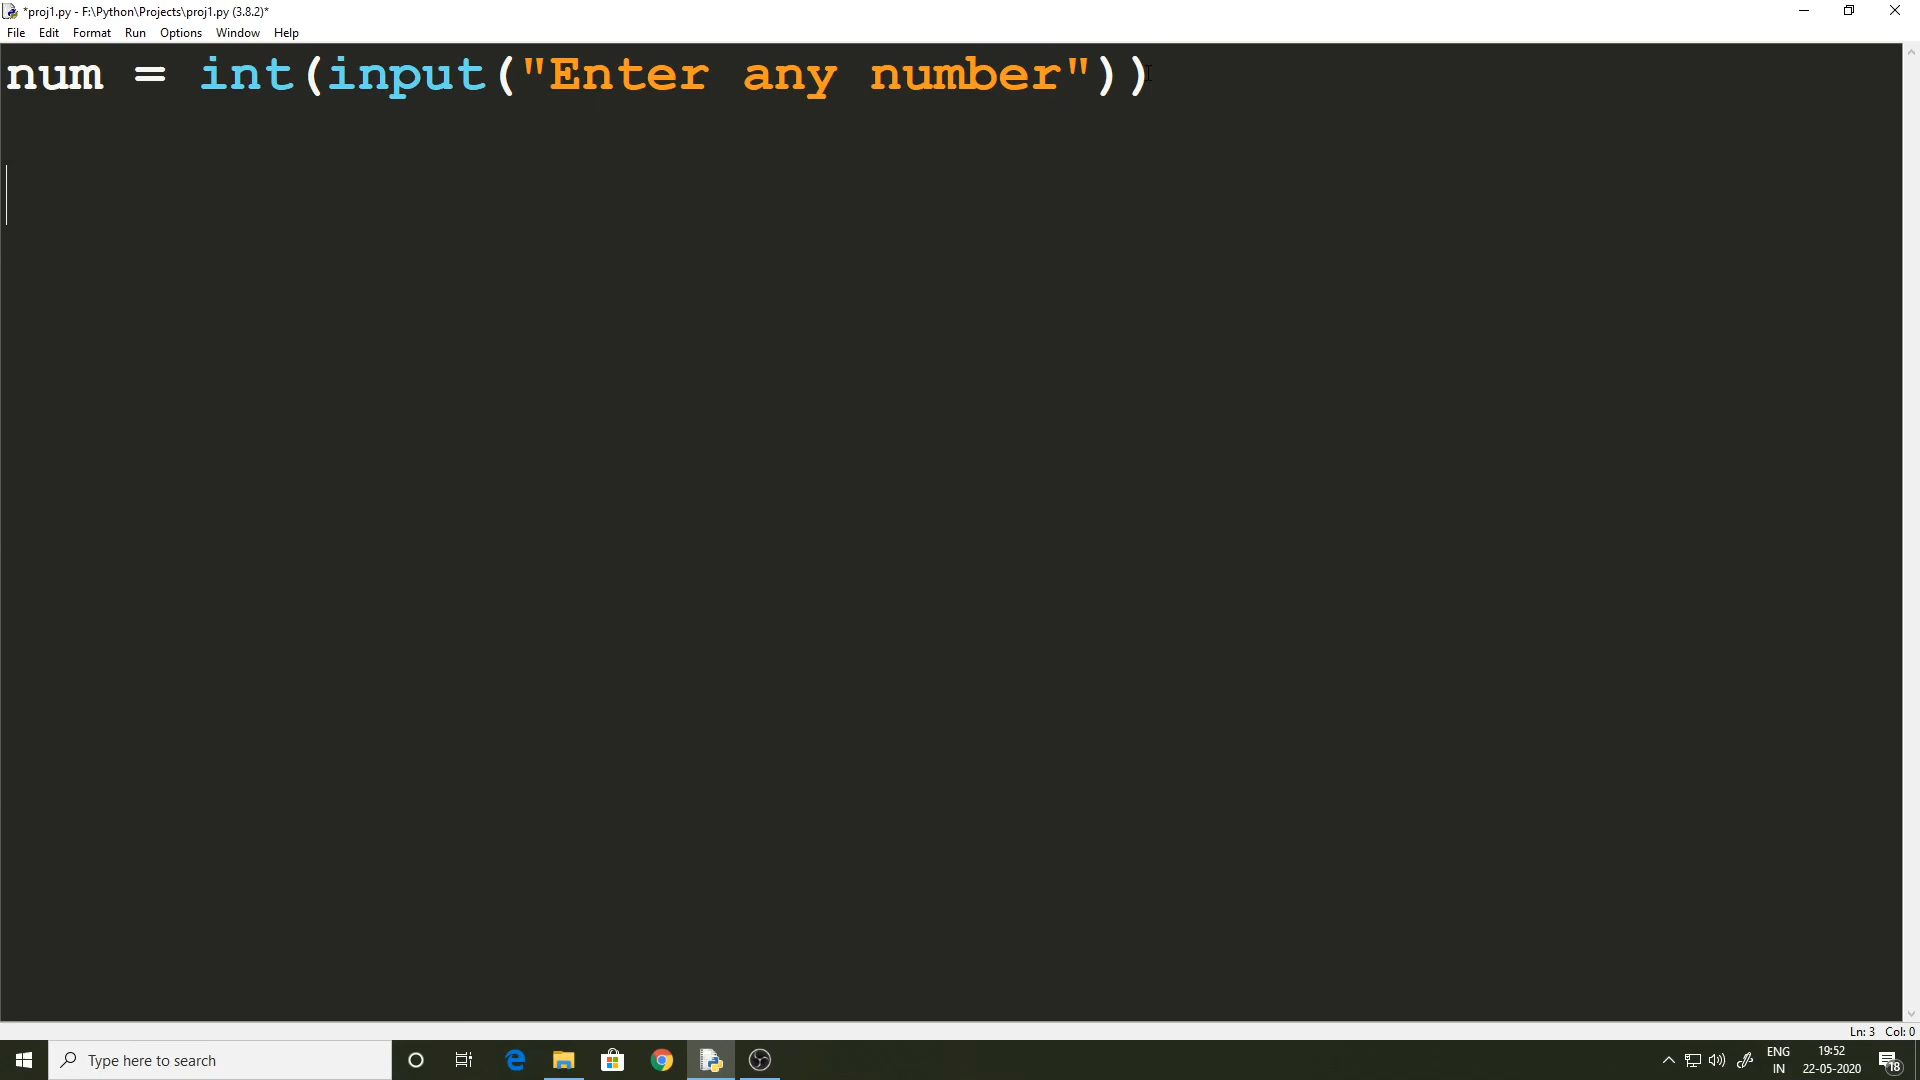 *proj1.py - F:\Python\Projects\proj1.py (3.8.2)*
File Edit Format Run Options Window Help
num = int(input("Enter any number"))
Ln: 3 Col: 0
Type here to search
ENG
IN
19:52
22-05-2020
18